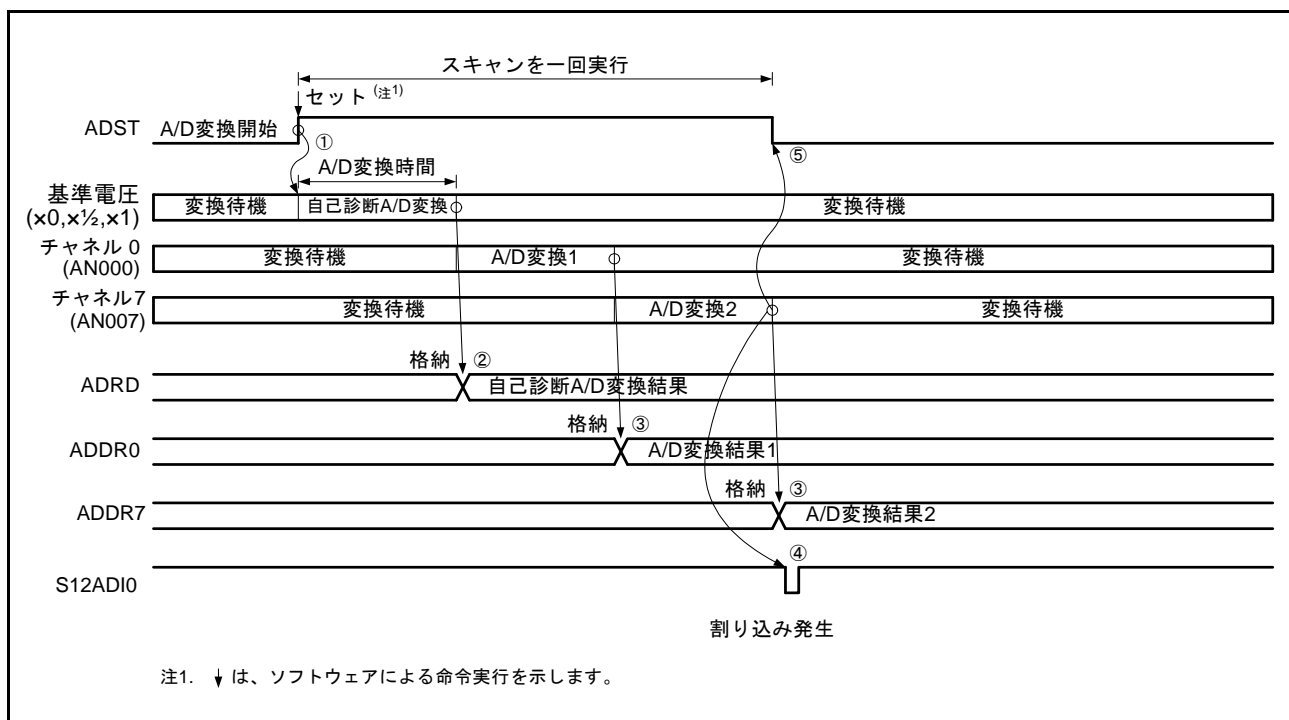 スキャンを一回実行
セット (注1)
ADST A/D変換開始 ① ⑤
A/D変換時間
基準電圧
(×0,×½,×1)
変換待機 自己診断A/D変換 変換待機
チャネル 0
(AN000)
変換待機 A/D変換1 変換待機
チャネル7
(AN007)
変換待機 A/D変換2 変換待機
格納 ②
ADRD 自己診断A/D変換結果
格納 ③
ADDR0 A/D変換結果1
格納 ③
ADDR7 A/D変換結果2
④
S12ADI0
割り込み発生
注1. ↓は、ソフトウェアによる命令実行を示します。